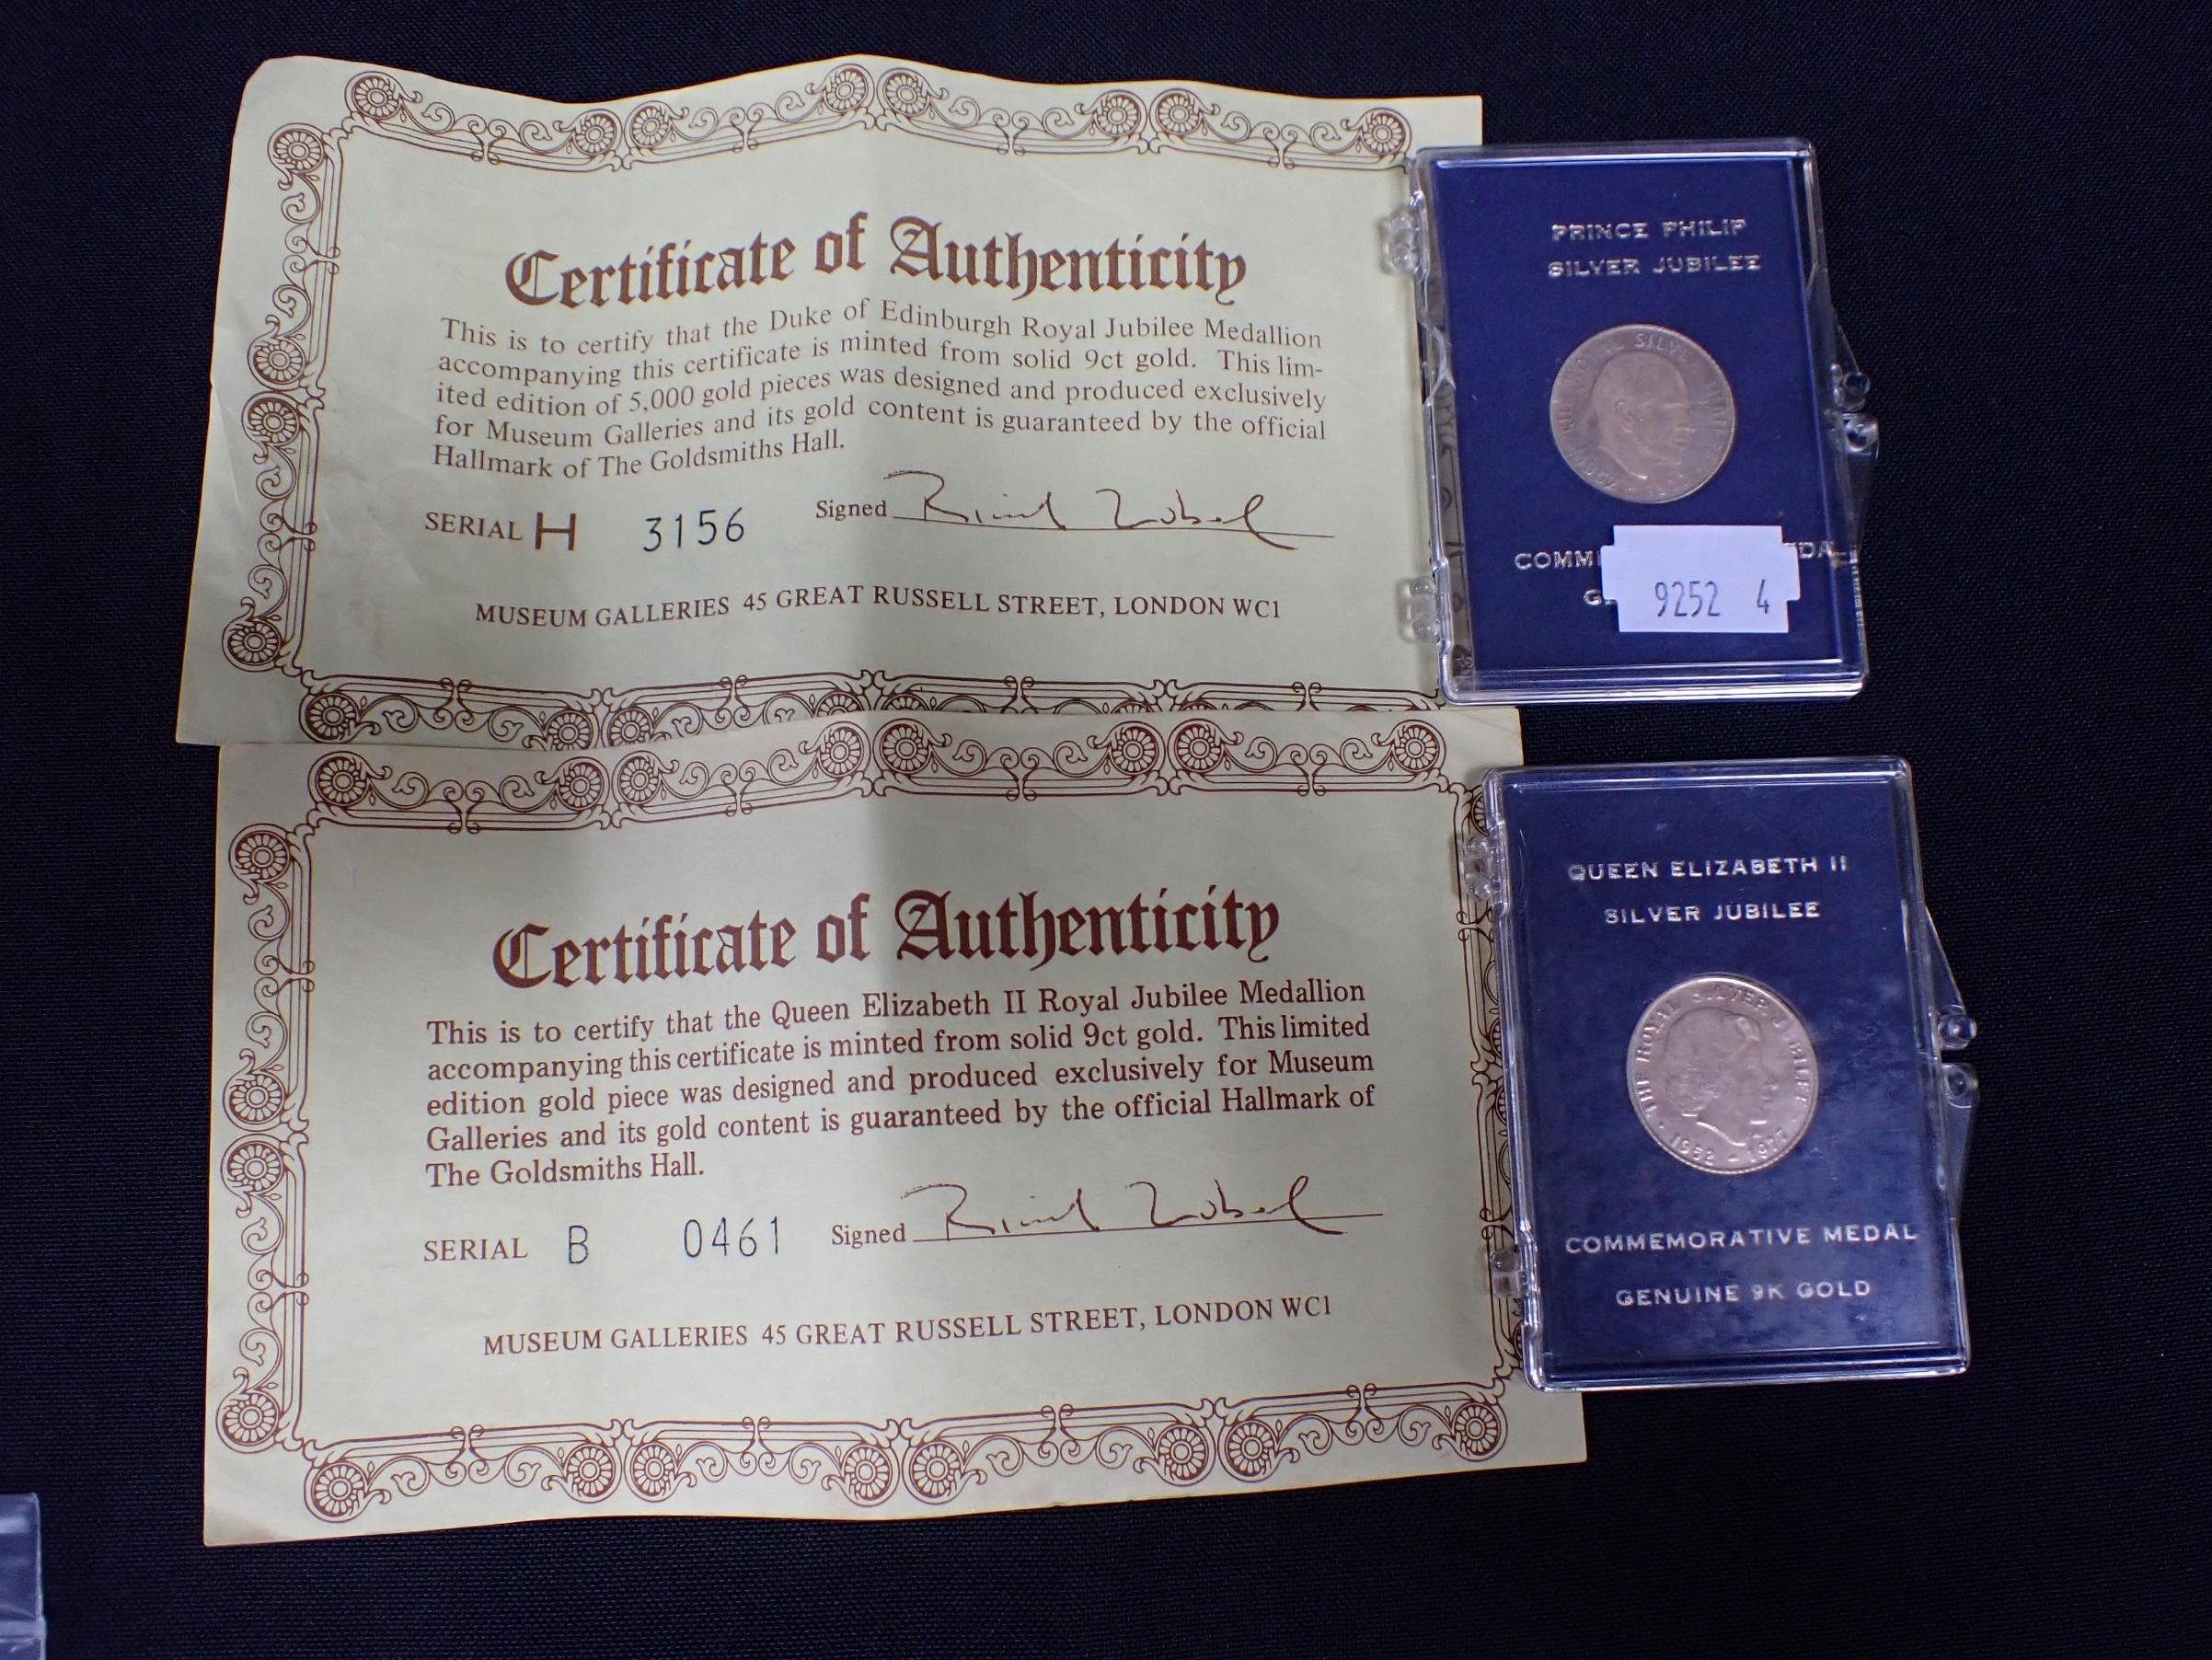 Certificate of Authenticity
This is to certify that the Duke of Edinburgh Royal Jubilee Medallion
accompanying this certificate is minted from solid 9ct gold. This lim-
ited edition of 5,000 gold pieces was designed and produced exclusively
for Museum Galleries and its gold content is guaranteed by the official
Hallmark of The Goldsmiths Hall.
SERIAL H 3156 Signed
MUSEUM GALLERIES 45 GREAT RUSSELL STREET, LONDON WC1
PRINCE PHILIP
SILVER JUBILEE
9252 4
Certificate of Authenticity
This is to certify that the Queen Elizabeth II Royal Jubilee Medallion
accompanying this certificate is minted from solid 9ct gold. This limited
edition gold piece was designed and produced exclusively for Museum
Galleries and its gold content is guaranteed by the official Hallmark of
The Goldsmiths Hall.
SERIAL B 0461 Signed
MUSEUM GALLERIES 45 GREAT RUSSELL STREET, LONDON WC1
QUEEN ELIZABETH II
SILVER JUBILEE
THE ROYAL SILVER JUBILEE
1952 - 1977
COMMEMORATIVE MEDAL
GENUINE 9K GOLD